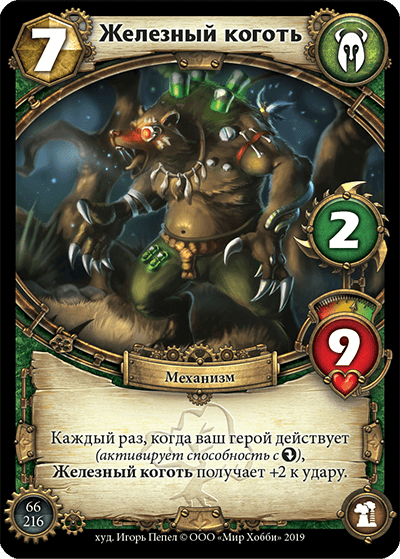 7
Железный коготь
2
9
Механизм
Каждый раз, когда ваш герой действует
(активирует способность с ),
Железный коготь получает +2 к удару.
66
216
худ. Игорь Пепел © ООО «Мир Хобби» 2019